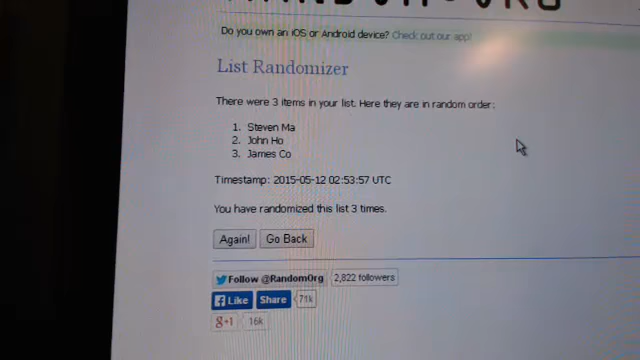 Do you own an iOS or Android device? Check out our app!
List Randomizer
There were 3 items in your list. Here they are in random order:
1. Steven Ma
2. John Ho
3. James Co
Timestamp: 2015-05-12 02:53:57 UTC
You have randomized this list 3 times.
Again! Go Back
Follow @RandomOrg 2,822 followers
Like Share 71k
g+1 16k